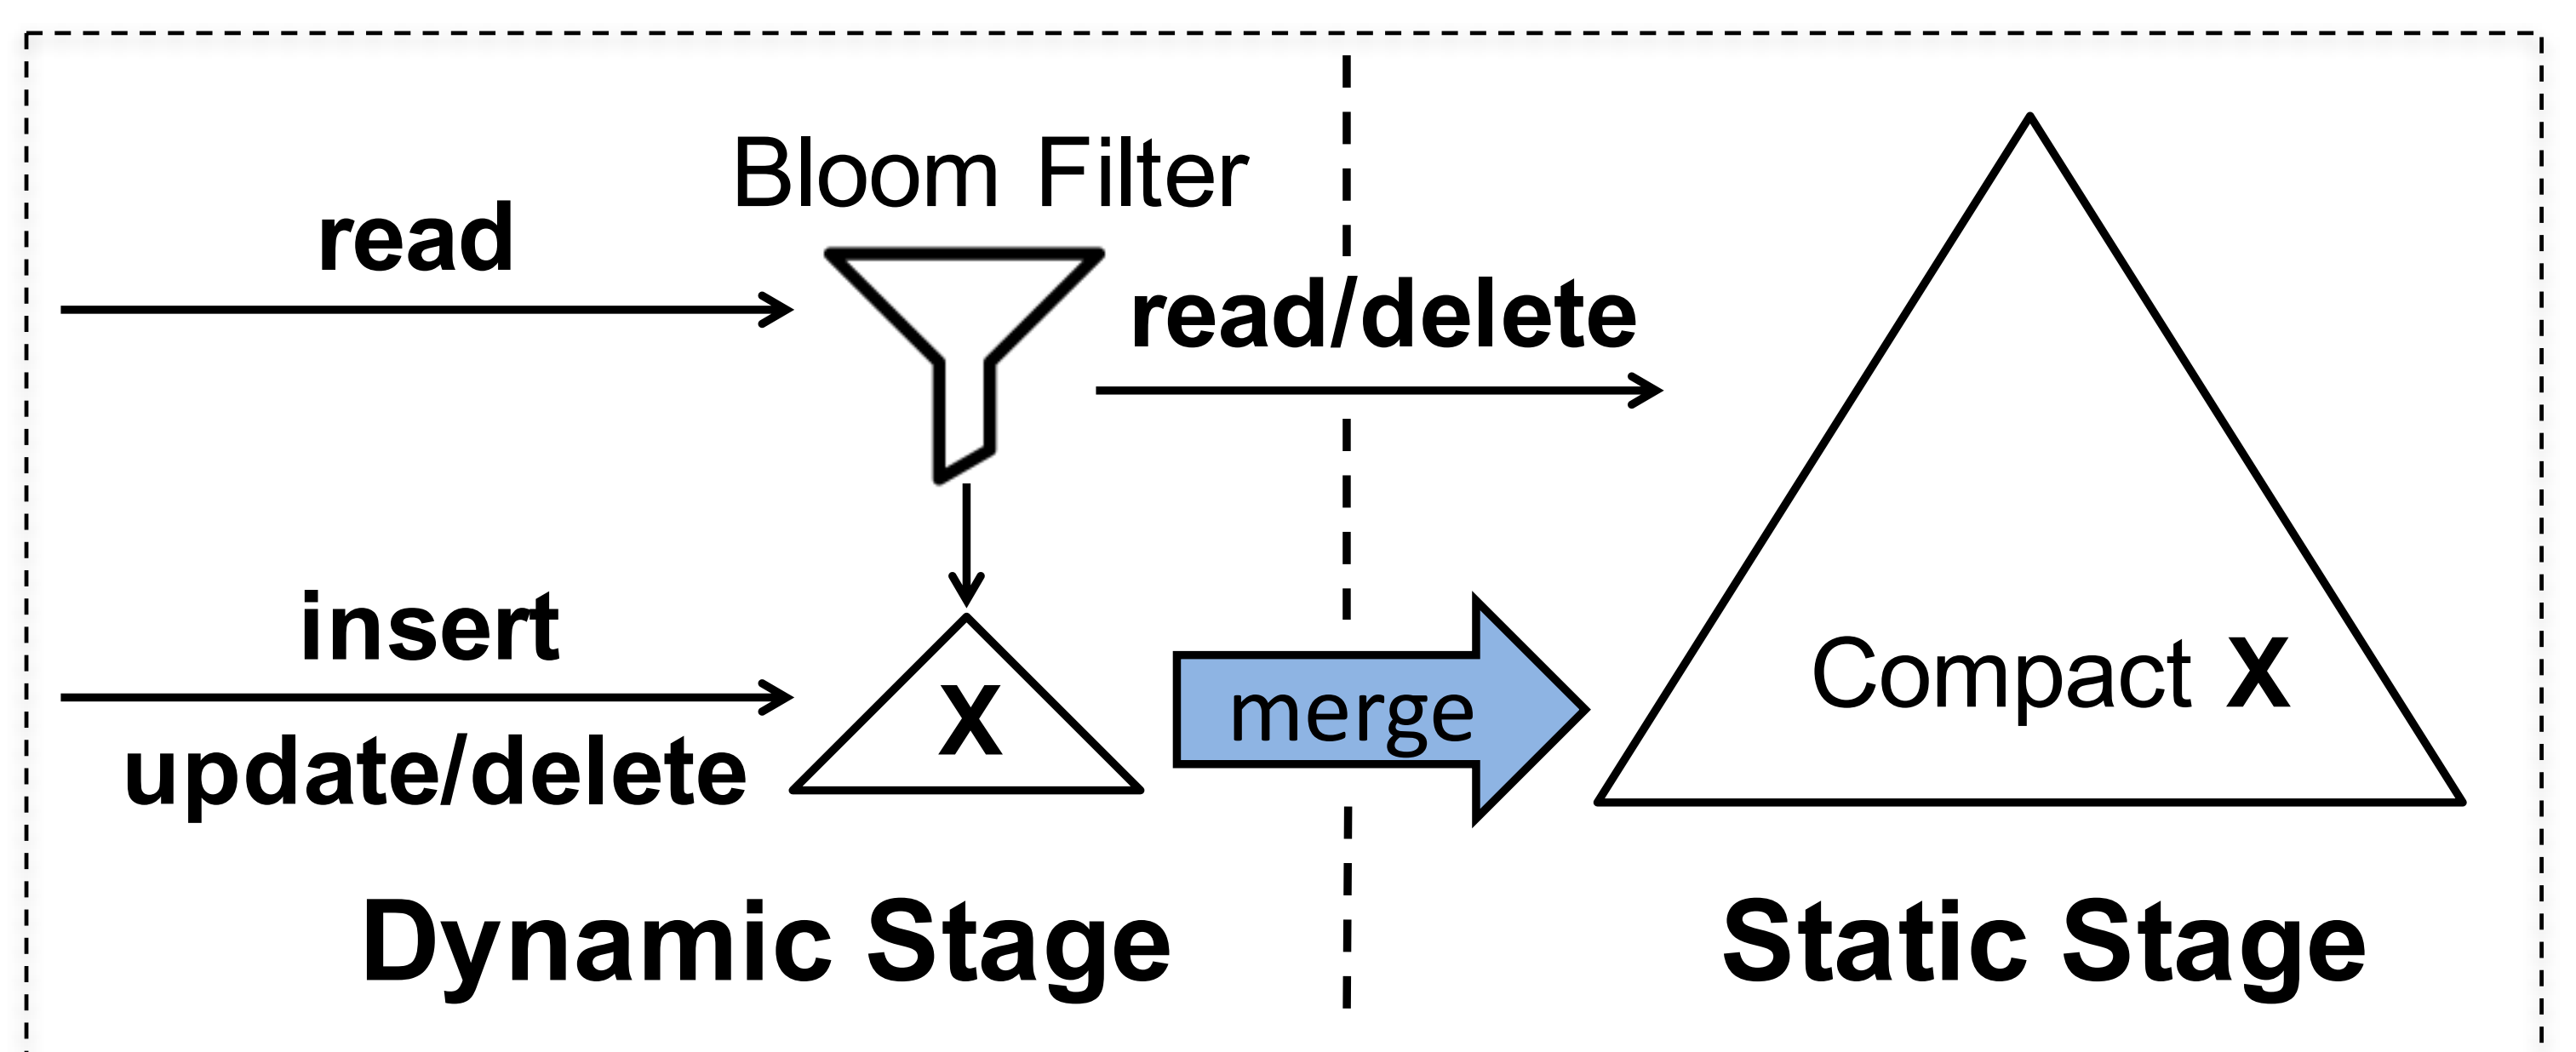 Bloom Filter
read
read/delete
insert
update/delete
X
merge
Compact X
Dynamic Stage
Static Stage